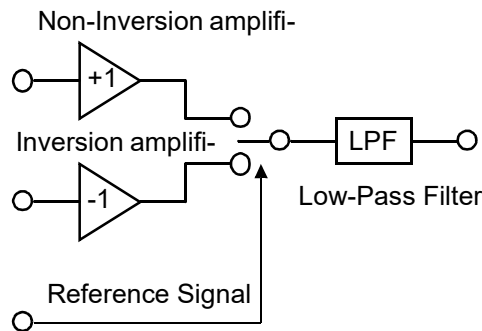 Non-Inversion amplifi-
+1
Inversion amplifi-
LPF
-1
Low-Pass Filter
Reference Signal